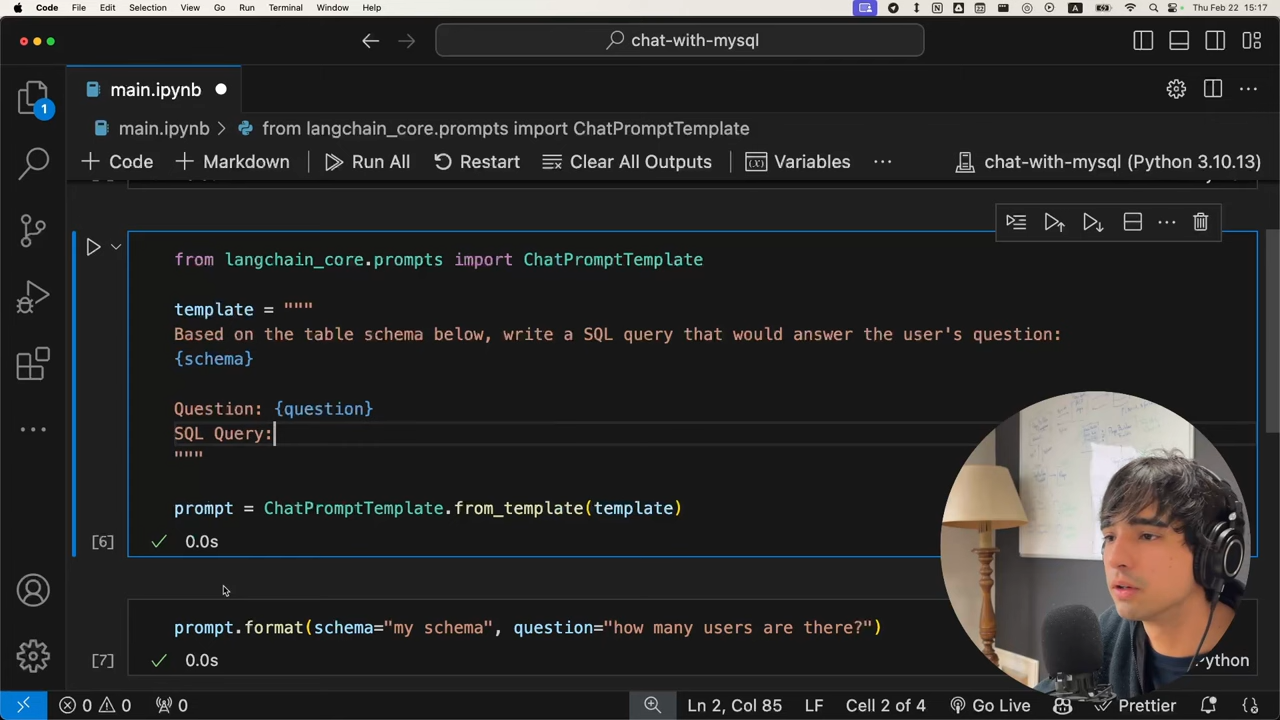 Code File Edit Selection View Go Run Terminal Window Help A Thu Feb 22 15:17
chat-with-mysql
main.ipynb
main.ipynb > from langchain_core.prompts import ChatPromptTemplate
+ Code + Markdown Run All Restart Clear All Outputs Variables ... chat-with-mysql (Python 3.10.13)
1
from langchain_core.prompts import ChatPromptTemplate
template = """
Based on the table schema below, write a SQL query that would answer the user's question:
{schema}
Question: {question}
SQL Query:
"""
prompt = ChatPromptTemplate.from_template(template)
[6] 0.0s
prompt.format(schema="my schema", question="how many users are there?")
[7] 0.0s Python
0 0 0 Ln 2, Col 85 LF Cell 2 of 4 Go Live Prettier